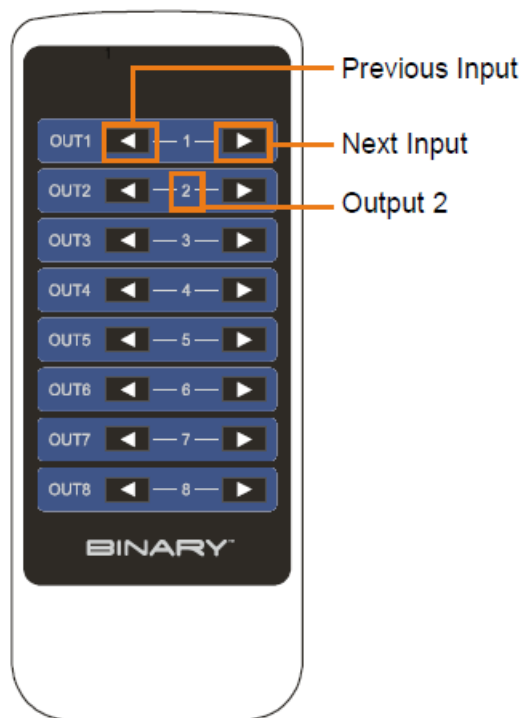 Previous Input
OUT1 ◀ — 1 — ▶
Next Input
OUT2 ◀ — 2 — ▶
Output 2
OUT3 ◀ — 3 — ▶
OUT4 ◀ — 4 — ▶
OUT5 ◀ — 5 — ▶
OUT6 ◀ — 6 — ▶
OUT7 ◀ — 7 — ▶
OUT8 ◀ — 8 — ▶
BINARY™